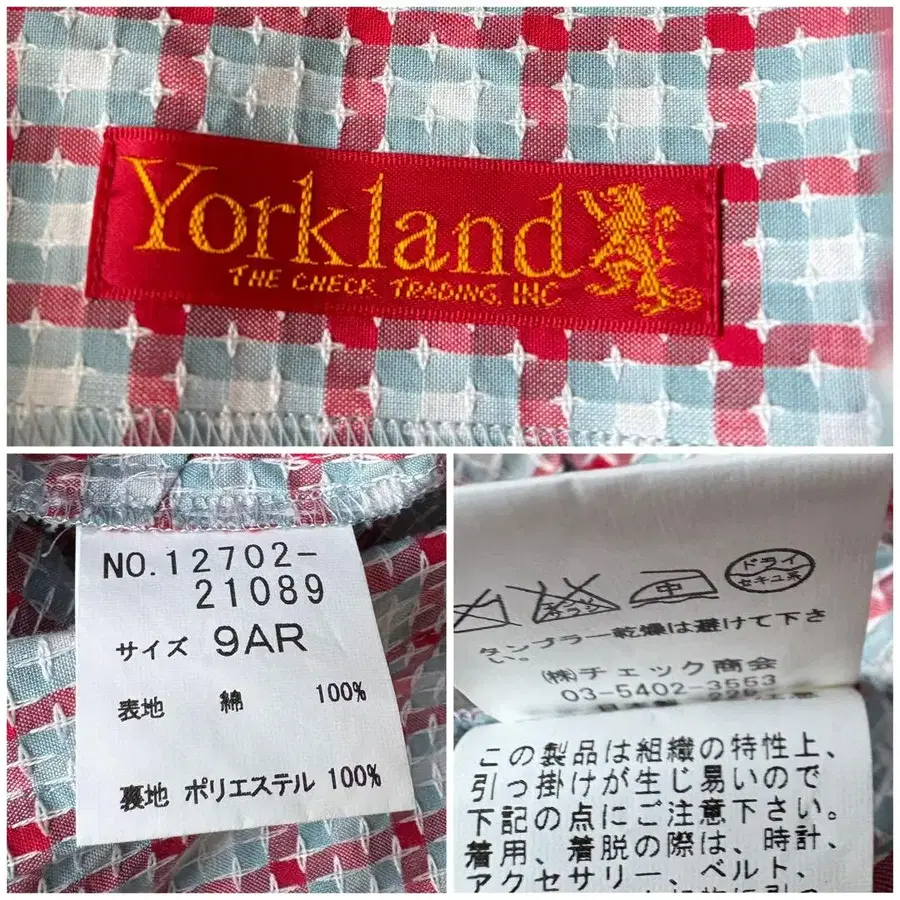 Yorkland
THE CHECK TRADING, INC
NO.12702-
21089
サイズ 9AR
表地 綿 100%
裏地 ポリエステル 100%
中
ドライ
セキユ系
タンブラー乾燥は避けて下さ
い。
㈱チェック商会
03-5402-3553
日本製
この製品は組織の特性上、
引っ掛けが生じ易いので
下記の点にご注意下さい。
着用、着脱の際は、時計、
アクセサリー、ベルト、